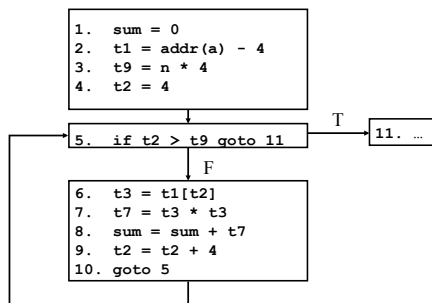 1. sum = 0
2. t1 = addr(a) - 4
3. t9 = n * 4
4. t2 = 4
5. if t2 > t9 goto 11
T
11. …
F
6. t3 = t1[t2]
7. t7 = t3 * t3
8. sum = sum + t7
9. t2 = t2 + 4
10. goto 5